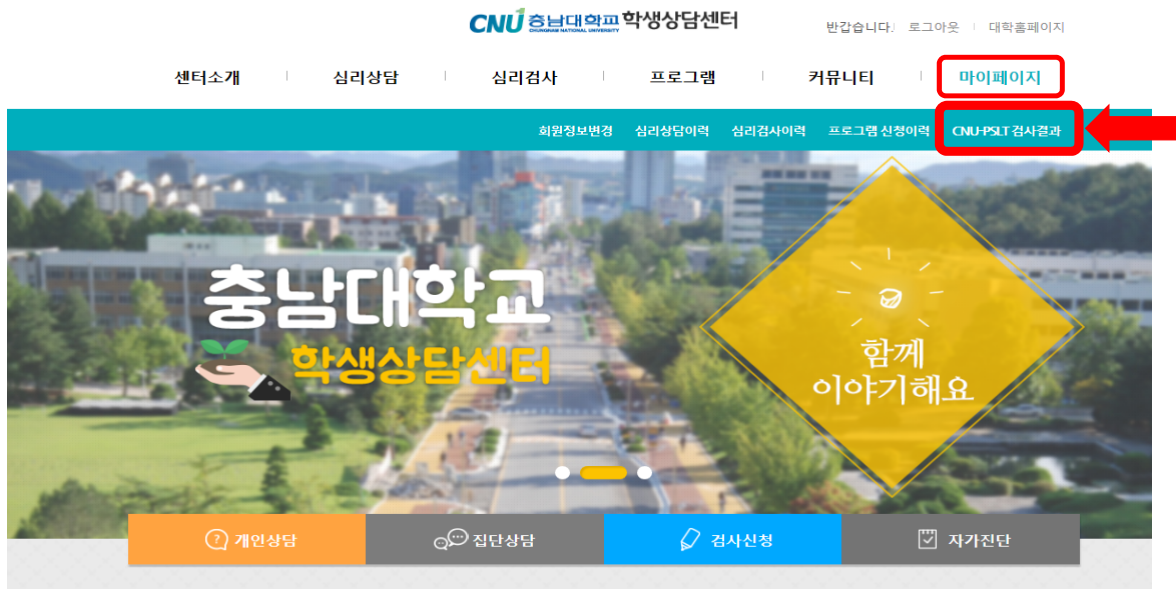 CNU 충남대학교 학생상담센터
CHUNGNAM NATIONAL UNIVERSITY
반갑습니다. 로그아웃 대학홈페이지
센터소개 심리상담 심리검사 프로그램 커뮤니티 마이페이지
회원정보변경 심리상담이력 심리검사이력 프로그램 신청이력 CNU-PSLT 검사결과
충남대학교
학생상담센터
함께
이야기해요
개인상담 집단상담 검사신청 자가진단